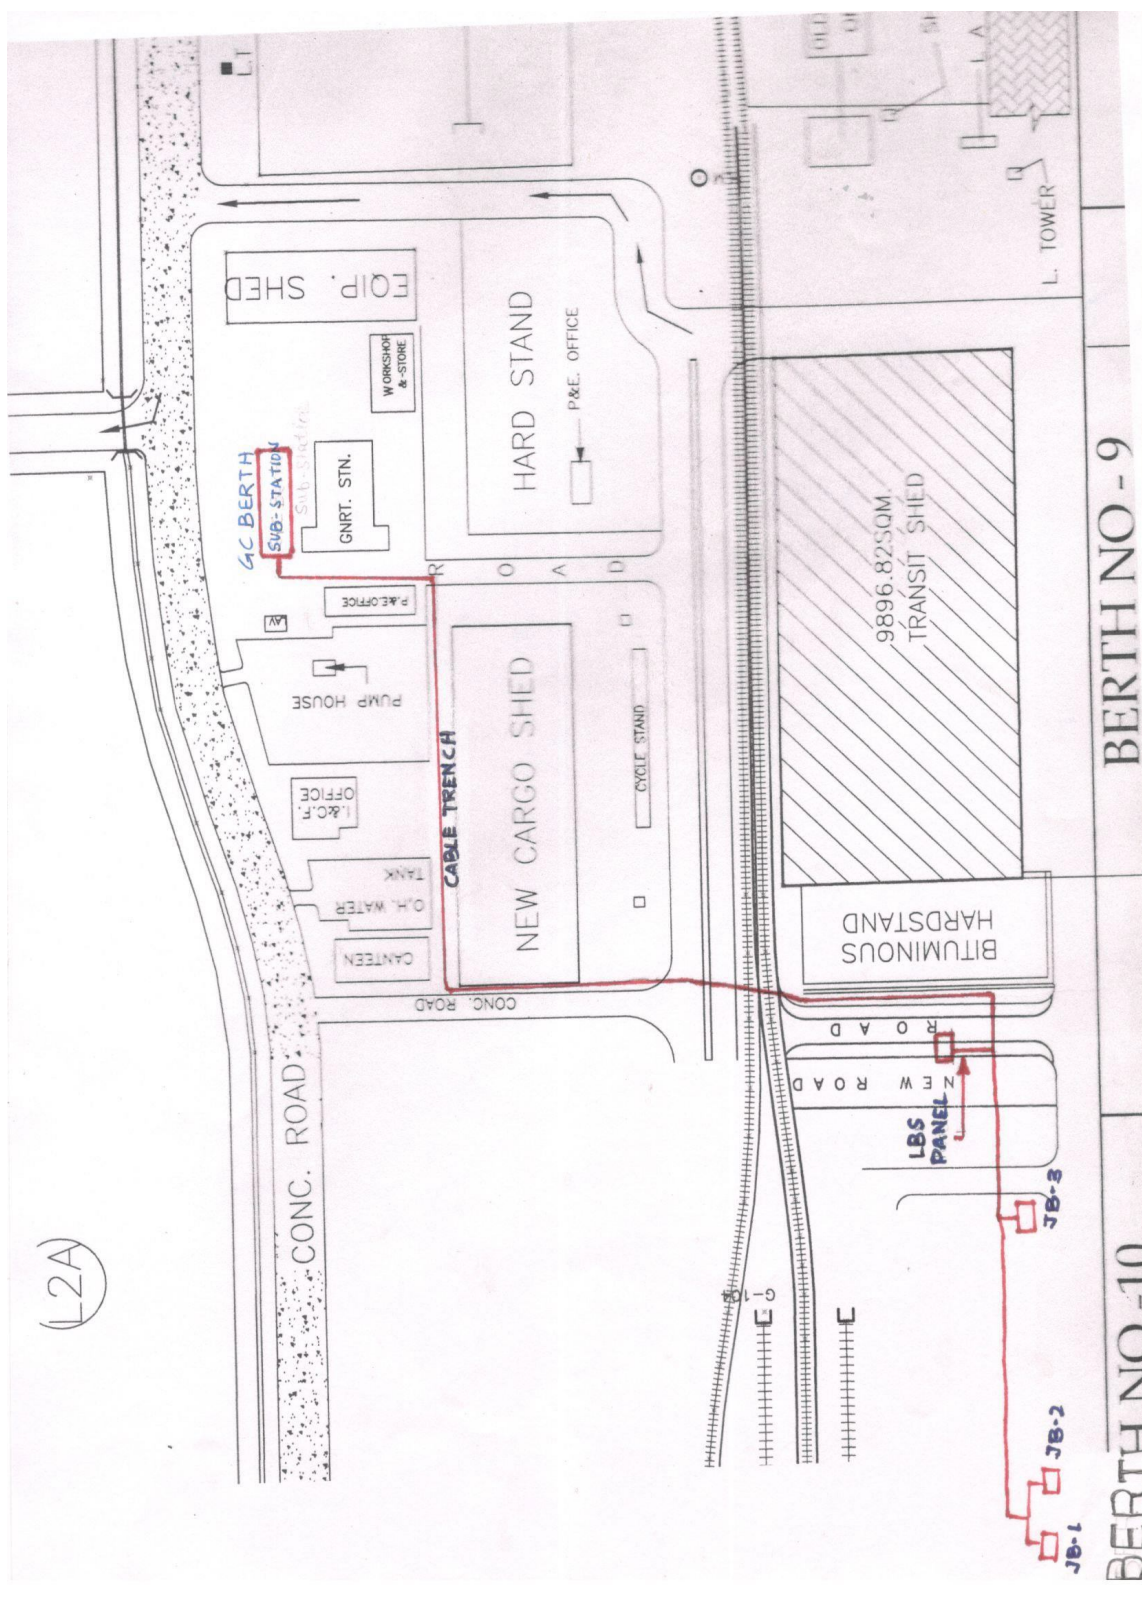 L.T
EQIP. SHED
WORKSHOP
&-STORE
HARD STAND
P&E. OFFICE
GC BERTH
SUB-STATION
Sub-Station
GNRT. STN.
R O A D
P.&E.OFFICE
LAV
PUMP HOUSE
I.&C.F.
OFFICE
O.H. WATER
TANK
CANTEEN
CABLE TRENCH
NEW CARGO SHED
CYCLE STAND
CONC. ROAD
CONC. ROAD
L2A
L. TOWER
9896.82SQM.
TRANSIT SHED
BITUMINOUS
HARDSTAND
ROAD
NEW ROAD
LBS
PANEL
JB-3
JB-2
JB-1
BERTH NO - 9
BERTH NO -10